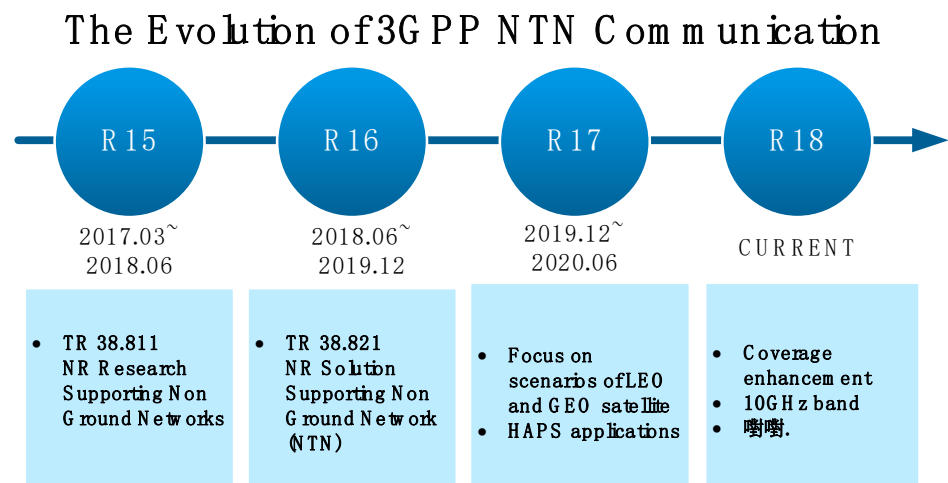 The Evolution of 3GPP NTN Communication
R15
R16
R17
R18
2017.03~
2018.06
2018.06~
2019.12
2019.12~
2020.06
CURRENT
• TR 38.811
NR Research
Supporting Non
Ground Networks
• TR 38.821
NR Solution
Supporting Non
Ground Network
(NTN)
• Focus on
scenarios of LEO
and GEO satellite
• HAPS applications
• Coverage
enhancement
• 10GHz band
• 嘞嘞.